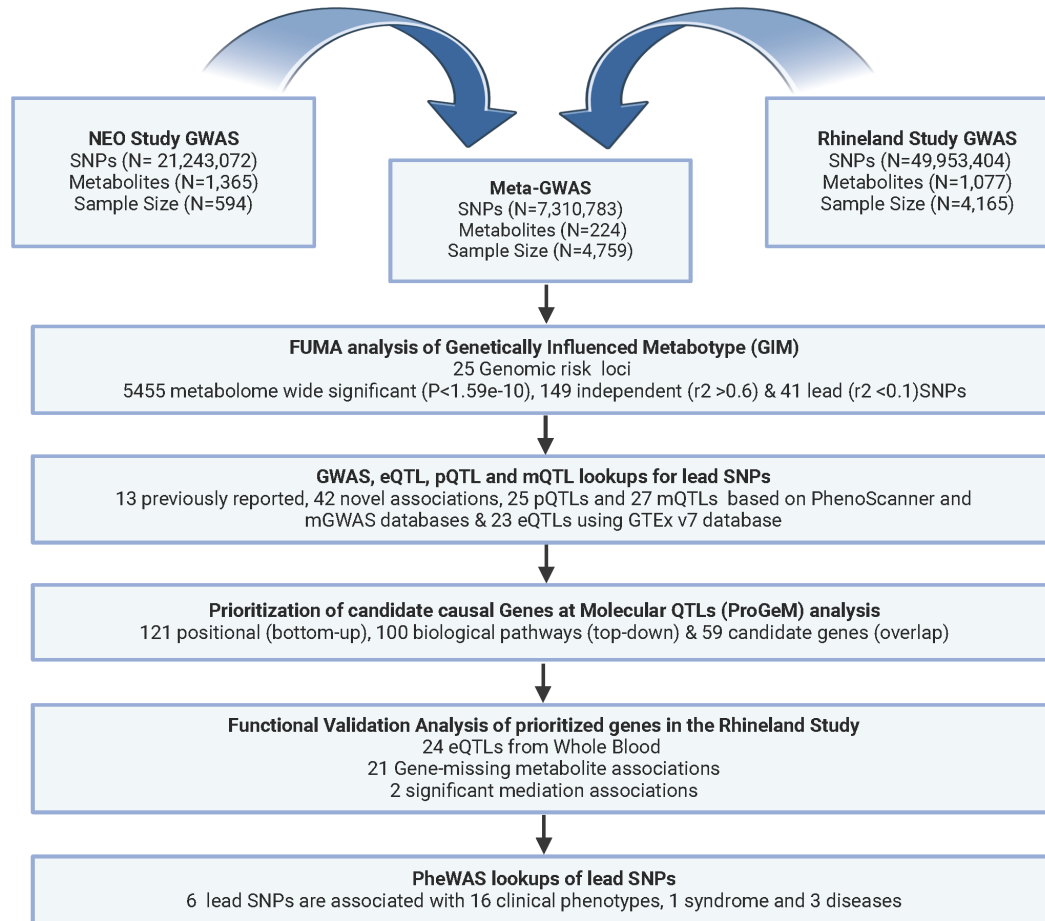 NEO Study GWAS
SNPs (N= 21,243,072)
Metabolites (N=1,365)
Sample Size (N=594)
Rhineland Study GWAS
SNPs (N=49,953,404)
Metabolites (N=1,077)
Sample Size (N=4,165)
Meta-GWAS
SNPs (N=7,310,783)
Metabolites (N=224)
Sample Size (N=4,759)
FUMA analysis of Genetically Influenced Metabotype (GIM)
25 Genomic risk loci
5455 metabolome wide significant (P<1.59e-10), 149 independent (r2 >0.6) & 41 lead (r2 <0.1)SNPs
GWAS, eQTL, pQTL and mQTL lookups for lead SNPs
13 previously reported, 42 novel associations, 25 pQTLs and 27 mQTLs based on PhenoScanner and
mGWAS databases & 23 eQTLs using GTEx v7 database
Prioritization of candidate causal Genes at Molecular QTLs (ProGeM) analysis
121 positional (bottom-up), 100 biological pathways (top-down) & 59 candidate genes (overlap)
Functional Validation Analysis of prioritized genes in the Rhineland Study
24 eQTLs from Whole Blood
21 Gene-missing metabolite associations
2 significant mediation associations
PheWAS lookups of lead SNPs
6 lead SNPs are associated with 16 clinical phenotypes, 1 syndrome and 3 diseases